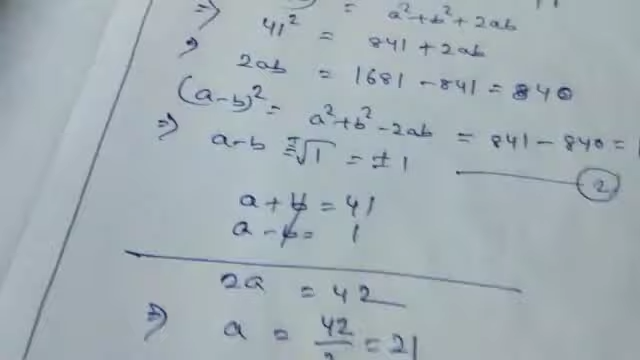 ⇒ = a²+b²+2ab
41² = 841 + 2ab
⇒ 2ab = 1681 - 841 = 840
(a-b)² = a²+b²-2ab = 841 - 840 = 1
⇒ a-b = √1 = ±1 ② 
a + b = 41
a - b = 1
2a = 42
⇒ a = 42/2 = 21